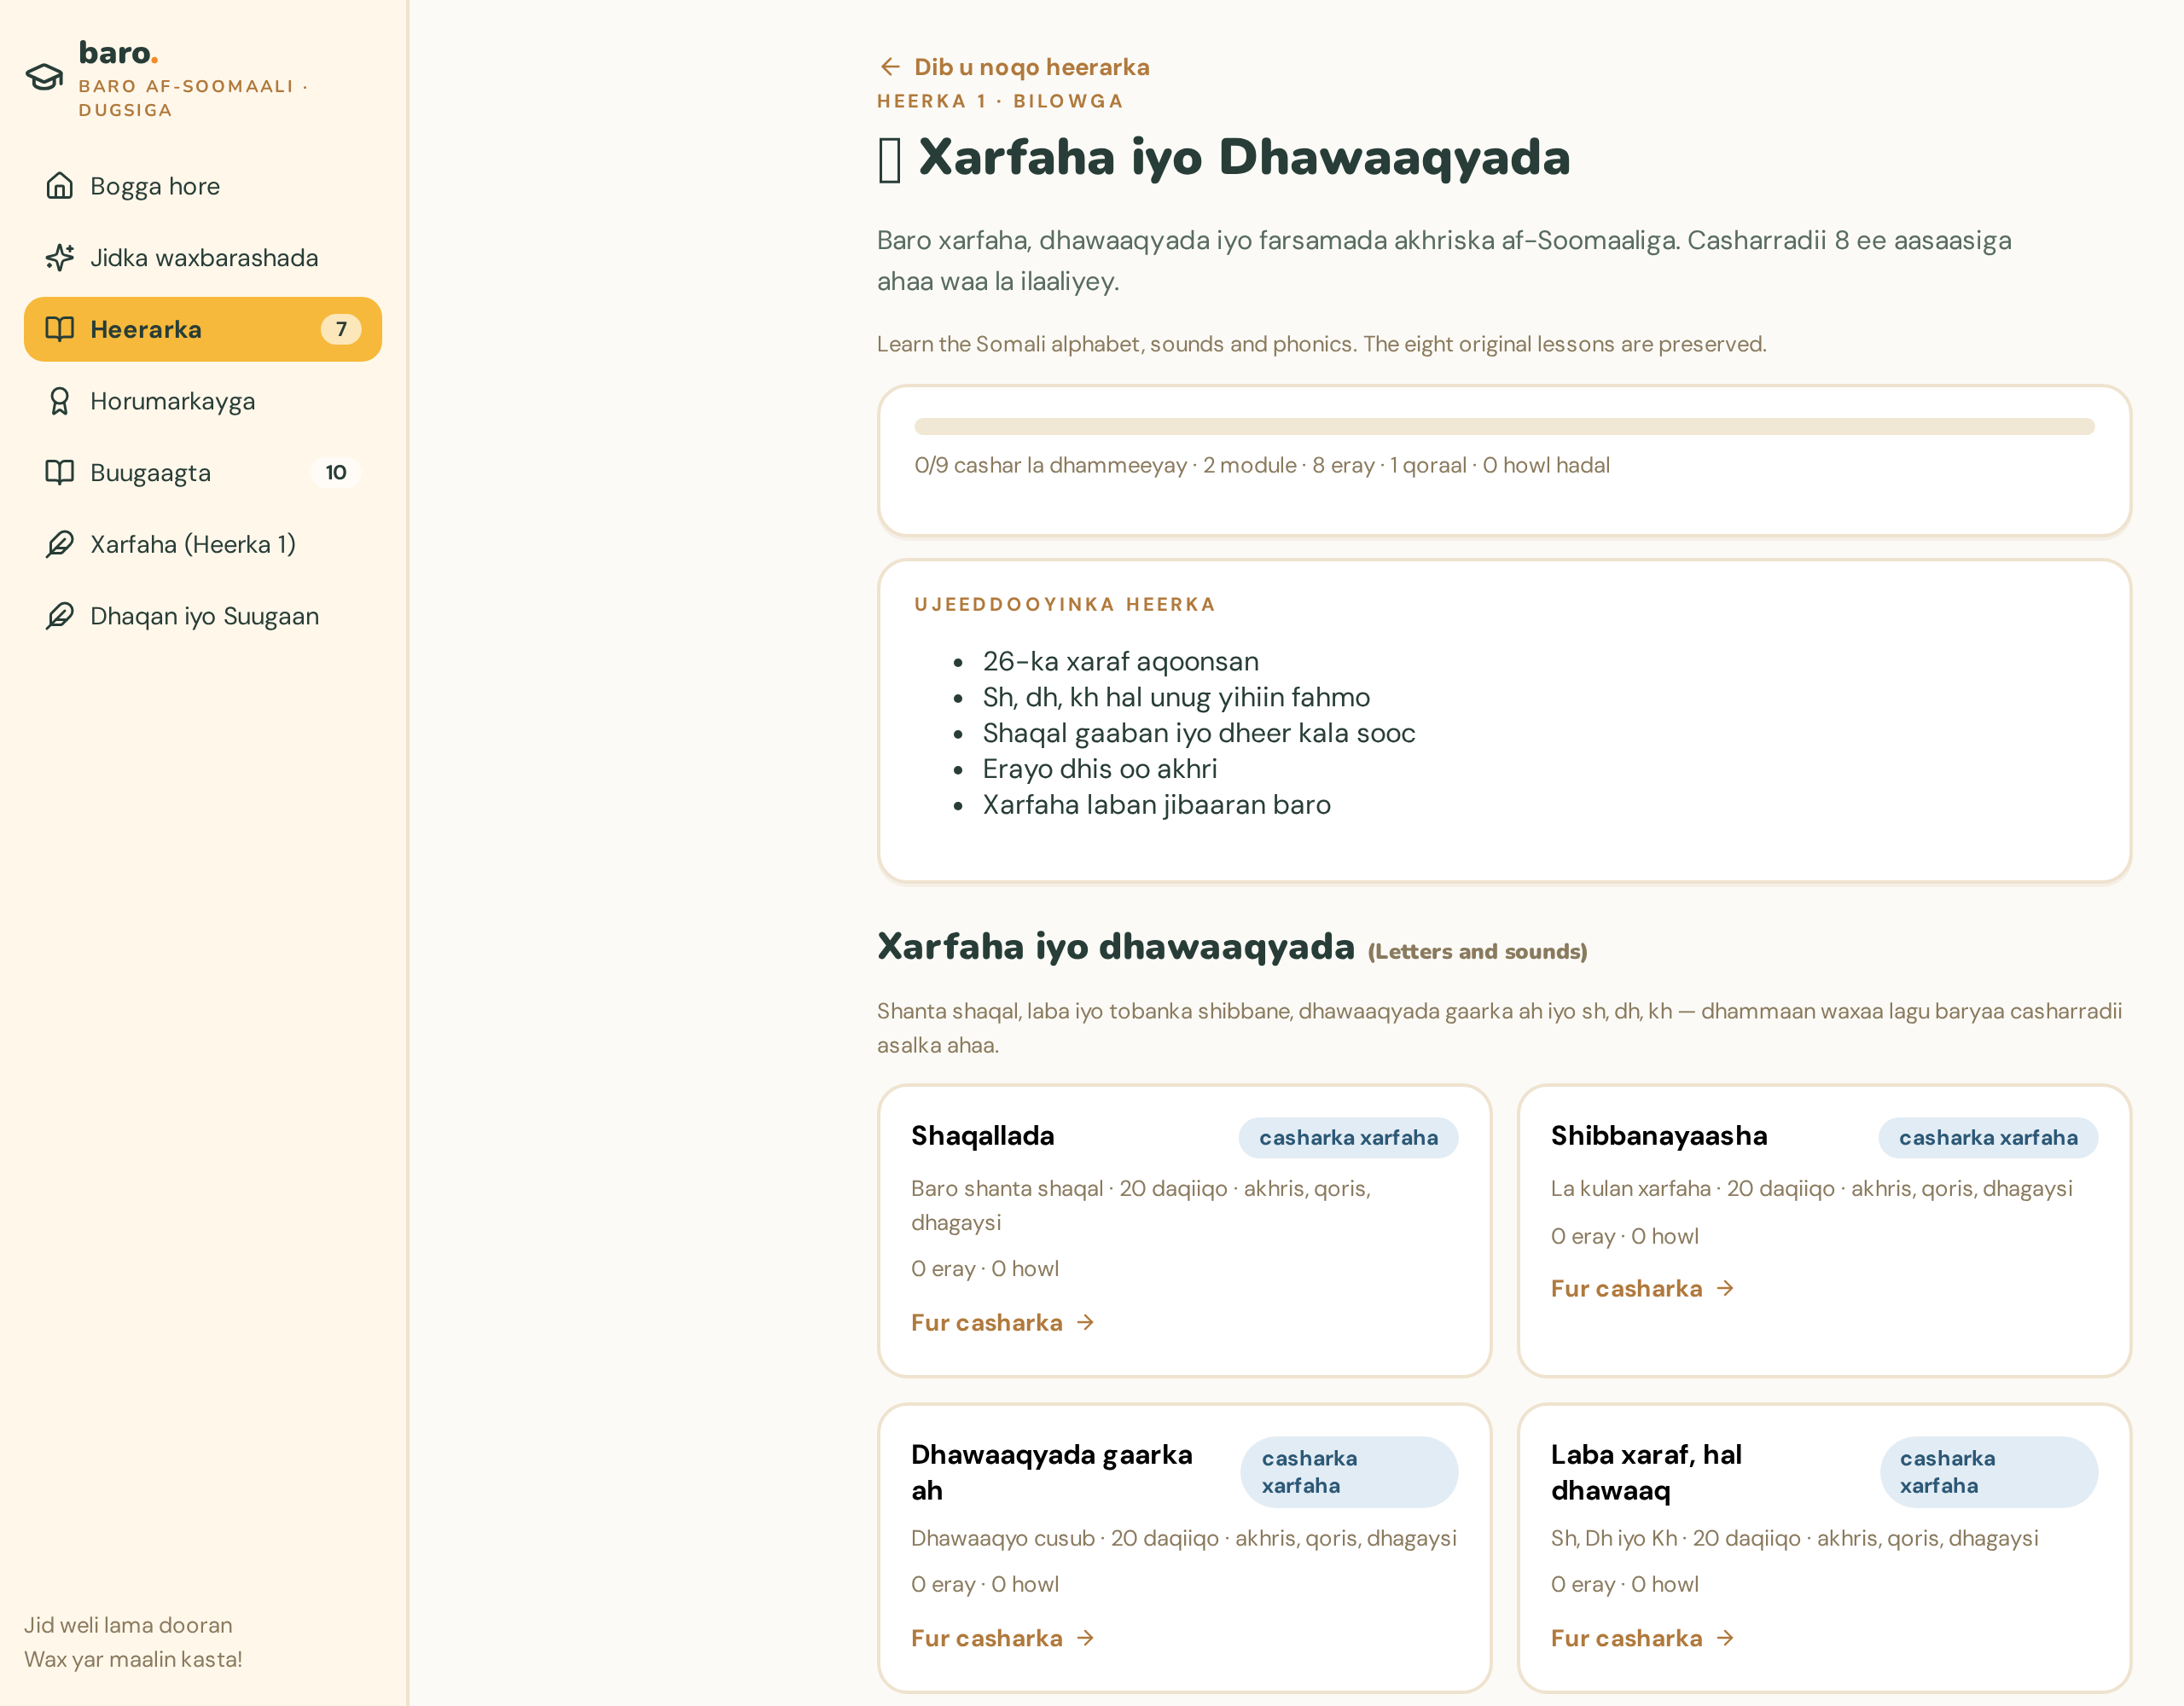 baro.
BARO AF-SOOMAALI ·
DUGSIGA
Bogga hore
Jidka waxbarashada
Heerarka 7
Horumarkayga
Buugaagta 10
Xarfaha (Heerka 1)
Dhaqan iyo Suugaan
Jid weli lama dooran
Wax yar maalin kasta!
← Dib u noqo heerarka
HEERKA 1 · BILOWGA
Xarfaha iyo Dhawaaqyada
Baro xarfaha, dhawaaqyada iyo farsamada akhriska af-Soomaaliga. Casharradii 8 ee aasaasiga
ahaa waa la ilaaliyey.
Learn the Somali alphabet, sounds and phonics. The eight original lessons are preserved.
0/9 cashar la dhammeeyay · 2 module · 8 eray · 1 qoraal · 0 howl hadal
UJEEDDOOYINKA HEERKA
• 26-ka xaraf aqoonsan
• Sh, dh, kh hal unug yihiin fahmo
• Shaqal gaaban iyo dheer kala sooc
• Erayo dhis oo akhri
• Xarfaha laban jibaaran baro
Xarfaha iyo dhawaaqyada (Letters and sounds)
Shanta shaqal, laba iyo tobanka shibbane, dhawaaqyada gaarka ah iyo sh, dh, kh — dhammaan waxaa lagu baryaa casharradii
asalka ahaa.
Shaqallada casharka xarfaha
Baro shanta shaqal · 20 daqiiqo · akhris, qoris,
dhagaysi
0 eray · 0 howl
Fur casharka →
Shibbanayaasha casharka xarfaha
La kulan xarfaha · 20 daqiiqo · akhris, qoris, dhagaysi
0 eray · 0 howl
Fur casharka →
Dhawaaqyada gaarka
ah
casharka
xarfaha
Dhawaaqyo cusub · 20 daqiiqo · akhris, qoris, dhagaysi
0 eray · 0 howl
Fur casharka →
Laba xaraf, hal
dhawaaq
casharka
xarfaha
Sh, Dh iyo Kh · 20 daqiiqo · akhris, qoris, dhagaysi
0 eray · 0 howl
Fur casharka →